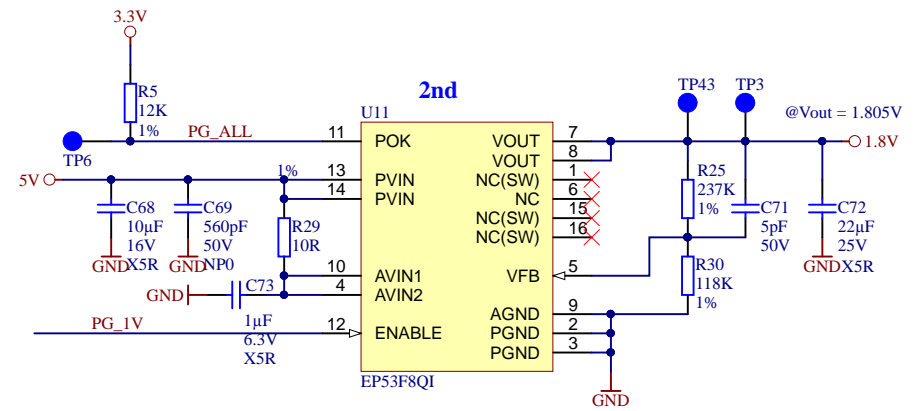 3.3V
R5
12K
1%
TP6
PG_ALL
2nd
U11
11
POK
13
PVIN
14
PVIN
10
AVIN1
4
AVIN2
12
ENABLE
VOUT
7
VOUT
8
NC(SW)
1
NC
6
NC(SW)
15
NC(SW)
16
VFB
5
AGND
9
PGND
2
PGND
3
EP53F8QI
5V
1%
C68
10µF
16V
X5R
GND
C69
560pF
50V
NP0
GND
R29
10R
GND
C73
1µF
6.3V
X5R
PG_1V
TP43
TP3
@Vout = 1.805V
1.8V
R25
237K
1%
C71
5pF
50V
C72
22µF
25V
X5R
GND
R30
118K
1%
GND